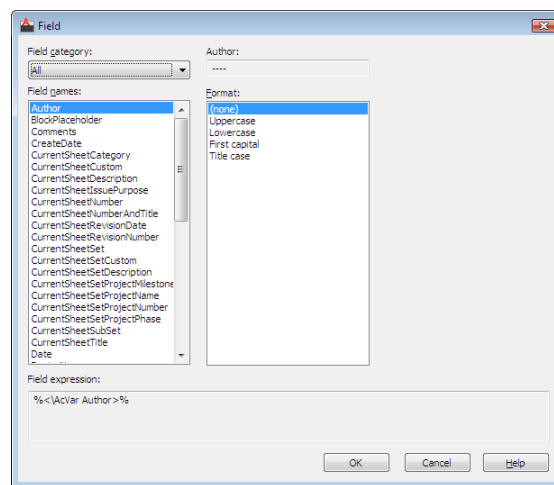 Field
Field category:
All
Author:
----
Field names:
Author
BlockPlaceholder
Comments
CreateDate
CurrentSheetCategory
CurrentSheetCustom
CurrentSheetDescription
CurrentSheetIssuePurpose
CurrentSheetNumber
CurrentSheetNumberAndTitle
CurrentSheetRevisionDate
CurrentSheetRevisionNumber
CurrentSheetSet
CurrentSheetSetCustom
CurrentSheetSetDescription
CurrentSheetSetProjectMilestone
CurrentSheetSetProjectName
CurrentSheetSetProjectNumber
CurrentSheetSetProjectPhase
CurrentSheetSubSet
CurrentSheetTitle
Date
Format:
(none)
Uppercase
Lowercase
First capital
Title case
Field expression:
%<\AcVar Author>%
OK
Cancel
Help